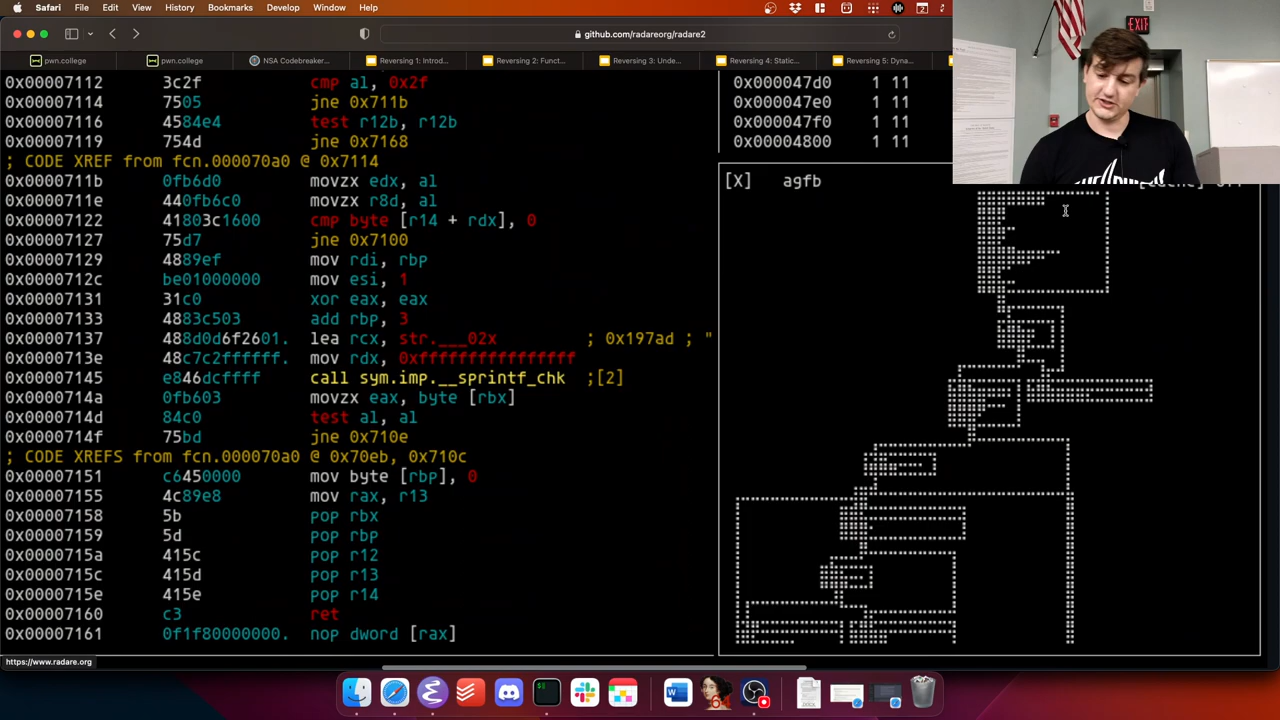 Safari File Edit View History Bookmarks Develop Window Help
github.com/radareorg/radare2
EXIT
pwn.college pwn.college NSA Codebreaker... Reversing 1: Introd... Reversing 2: Funct... Reversing 3: Unde... Reversing 4: Static... Reversing 5: Dyna...
0x00007112 3c2f cmp al, 0x2f
0x00007114 7505 jne 0x711b
0x00007116 4584e4 test r12b, r12b
0x00007119 754d jne 0x7168
; CODE XREF from fcn.000070a0 @ 0x7114
0x0000711b 0fb6d0 movzx edx, al
0x0000711e 440fb6c0 movzx r8d, al
0x00007122 41803c1600 cmp byte [r14 + rdx], 0
0x00007127 75d7 jne 0x7100
0x00007129 4889ef mov rdi, rbp
0x0000712c be01000000 mov esi, 1
0x00007131 31c0 xor eax, eax
0x00007133 4883c503 add rbp, 3
0x00007137 488d0d6f2601. lea rcx, str.___02x ; 0x197ad ; "
0x0000713e 48c7c2ffffff. mov rdx, 0xffffffffffffffff
0x00007145 e846dcffff call sym.imp.__sprintf_chk ;[2]
0x0000714a 0fb603 movzx eax, byte [rbx]
0x0000714d 84c0 test al, al
0x0000714f 75bd jne 0x710e
; CODE XREFS from fcn.000070a0 @ 0x70eb, 0x710c
0x00007151 c6450000 mov byte [rbp], 0
0x00007155 4c89e8 mov rax, r13
0x00007158 5b pop rbx
0x00007159 5d pop rbp
0x0000715a 415c pop r12
0x0000715c 415d pop r13
0x0000715e 415e pop r14
0x00007160 c3 ret
0x00007161 0f1f80000000. nop dword [rax]
0x000047d0 1 11
0x000047e0 1 11
0x000047f0 1 11
0x00004800 1 11
[X] agfb
https://www.radare.org